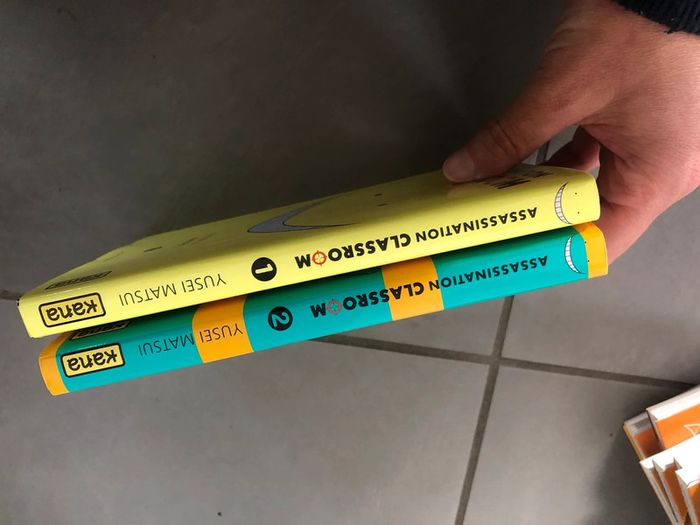 ASSASSINATION CLASSROOM 1 YUSEI MATSUI kana
ASSASSINATION CLASSROOM 2 YUSEI MATSUI kana